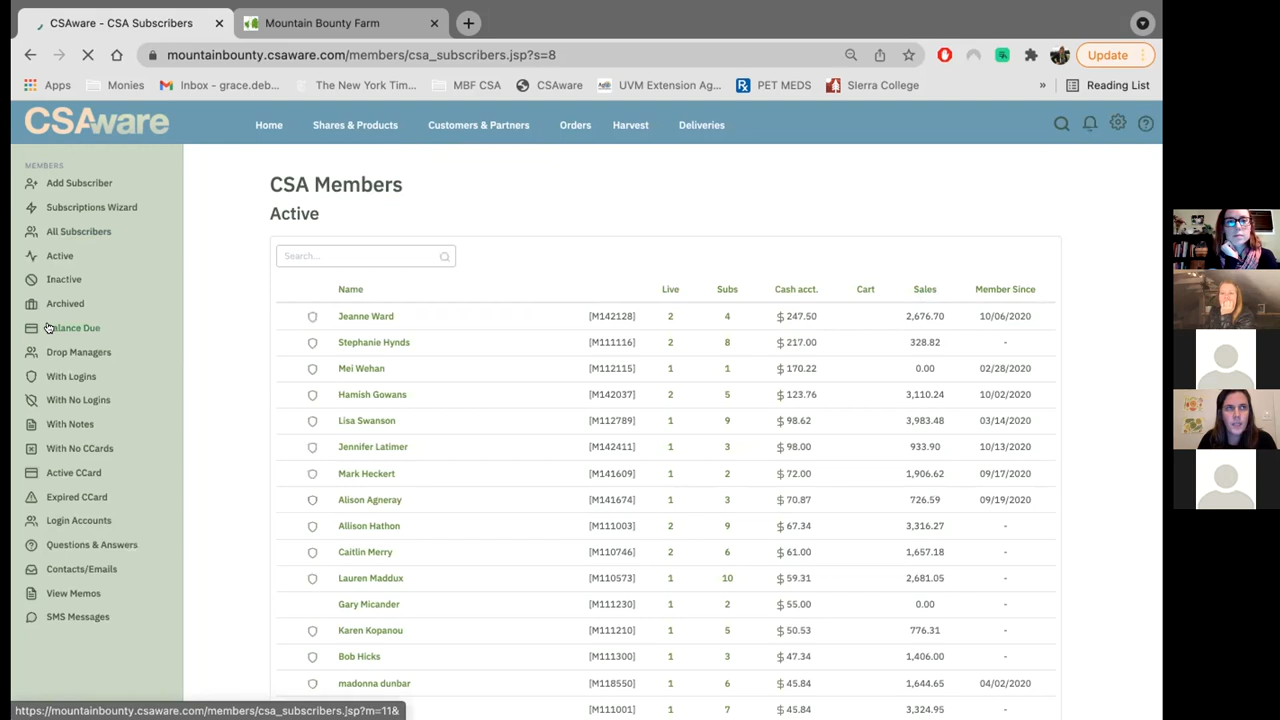 CSAware - CSA Subscribers
Mountain Bounty Farm
mountainbounty.csaware.com/members/csa_subscribers.jsp?s=8
Update
Apps
Monies
Inbox - grace.deb...
The New York Tim...
MBF CSA
CSAware
UVM Extension Ag...
PET MEDS
Sierra College
»
Reading List
CSAware
Home
Shares & Products
Customers & Partners
Orders
Harvest
Deliveries
MEMBERS
Add Subscriber
Subscriptions Wizard
All Subscribers
Active
Inactive
Archived
Balance Due
Drop Managers
With Logins
With No Logins
With Notes
With No CCards
Active CCard
Expired CCard
Login Accounts
Questions & Answers
Contacts/Emails
View Memos
SMS Messages
CSA Members
Active
Search...
Name Live Subs Cash acct. Cart Sales Member Since
Jeanne Ward [M142128] 2 4 $ 247.50 2,676.70 10/06/2020
Stephanie Hynds [M111116] 2 8 $ 217.00 328.82 -
Mei Wehan [M112115] 1 1 $ 170.22 0.00 02/28/2020
Hamish Gowans [M142037] 2 5 $ 123.76 3,110.24 10/02/2020
Lisa Swanson [M112789] 1 9 $ 98.62 3,983.48 03/14/2020
Jennifer Latimer [M142411] 1 3 $ 98.00 933.90 10/13/2020
Mark Heckert [M141609] 1 2 $ 72.00 1,906.62 09/17/2020
Alison Agneray [M141674] 1 3 $ 70.87 726.59 09/19/2020
Allison Hathon [M111003] 2 9 $ 67.34 3,316.27 -
Caitlin Merry [M110746] 2 6 $ 61.00 1,657.18 -
Lauren Maddux [M110573] 1 10 $ 59.31 2,681.05 -
Gary Micander [M111230] 1 2 $ 55.00 0.00 -
Karen Kopanou [M111210] 1 5 $ 50.53 776.31 -
Bob Hicks [M111300] 1 3 $ 47.34 1,406.00 -
madonna dunbar [M118550] 1 6 $ 45.84 1,644.65 04/02/2020
[M111001] 1 7 $ 45.84 3,324.95 -
https://mountainbounty.csaware.com/members/csa_subscribers.jsp?m=11&